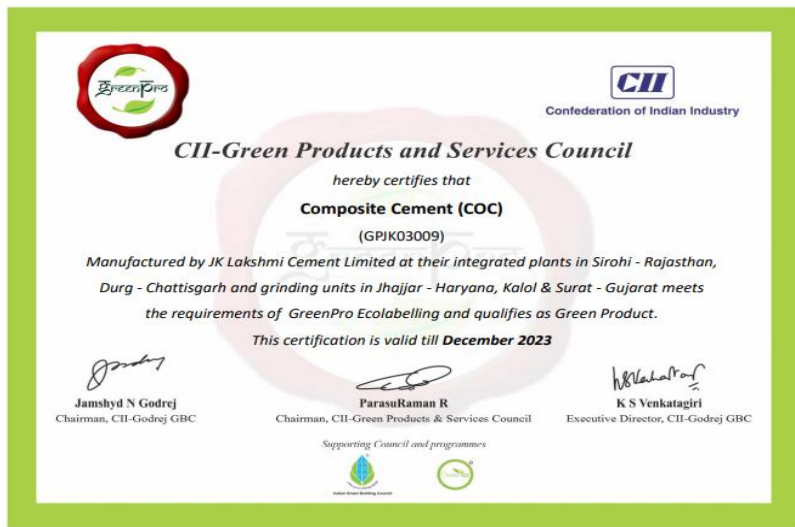 GreenPro
CII
Confederation of Indian Industry
CII-Green Products and Services Council
hereby certifies that
Composite Cement (COC)
(GPJK03009)
Manufactured by JK Lakshmi Cement Limited at their integrated plants in Sirohi - Rajasthan,
Durg - Chattisgarh and grinding units in Jhajjar - Haryana, Kalol & Surat - Gujarat meets
the requirements of GreenPro Ecolabelling and qualifies as Green Product.
This certification is valid till December 2023
Jamshyd N Godrej
Chairman, CII-Godrej GBC
ParasuRaman R
Chairman, CII-Green Products & Services Council
K S Venkatagiri
Executive Director, CII-Godrej GBC
Supporting Council and programmes
Indian Green Building Council